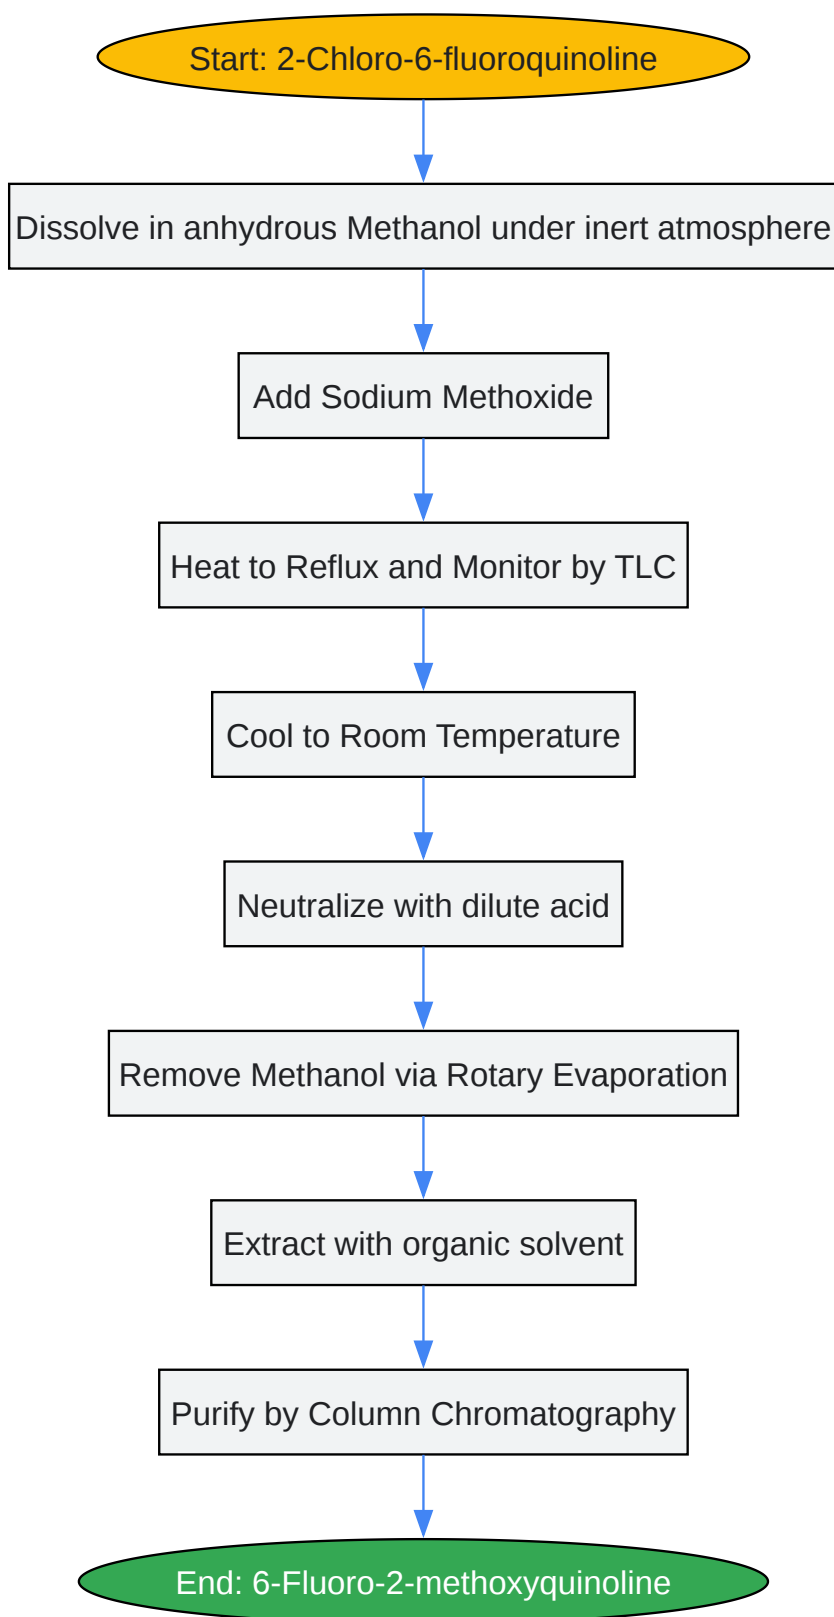 Start: 2-Chloro-6-fluoroquinoline
Dissolve in anhydrous Methanol under inert atmosphere
Add Sodium Methoxide
Heat to Reflux and Monitor by TLC
Cool to Room Temperature
Neutralize with dilute acid
Remove Methanol via Rotary Evaporation
Extract with organic solvent
Purify by Column Chromatography
End: 6-Fluoro-2-methoxyquinoline